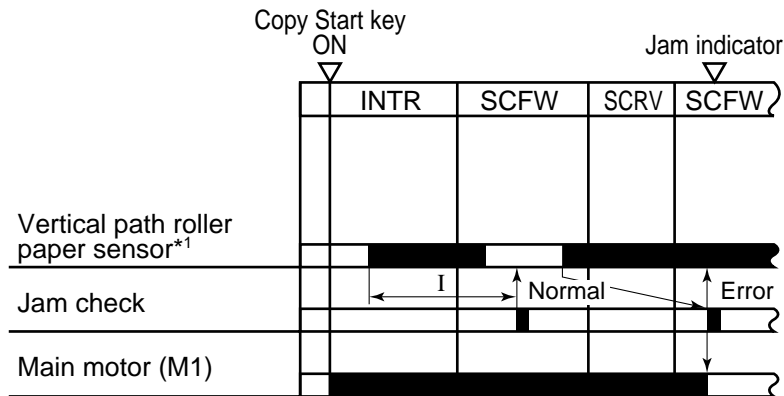 Copy Start key
ON
Jam indicator
INTR SCFW SCRV SCFW
Vertical path roller
paper sensor*1
I Normal Error
Jam check
Main motor (M1)